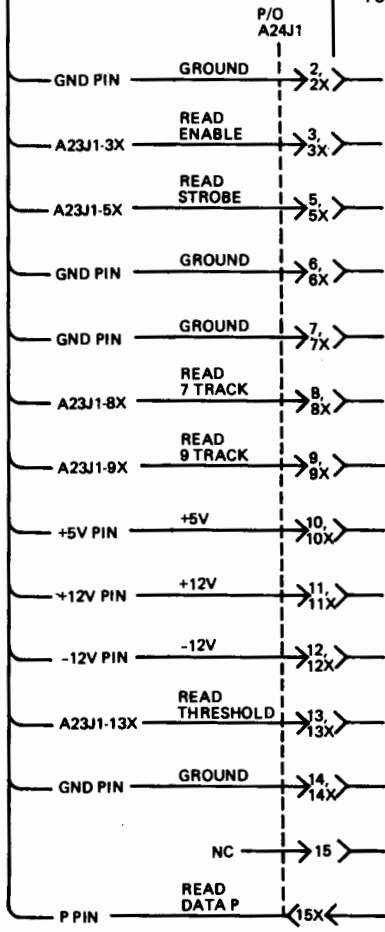 P/O
A24J1
GND PIN GROUND 2,
2X
READ
ENABLE
A23J1-3X 3,
3X
READ
STROBE
A23J1-5X 5,
5X
GND PIN GROUND 6,
6X
GND PIN GROUND 7,
7X
READ
7 TRACK
A23J1-8X 8,
8X
READ
9 TRACK
A23J1-9X 9,
9X
+5V PIN +5V 10,
10X
+12V PIN +12V 11,
11X
-12V PIN -12V 12,
12X
READ
THRESHOLD
A23J1-13X 13,
13X
GND PIN GROUND 14,
14X
NC 15
READ
DATA P
P PIN 15X